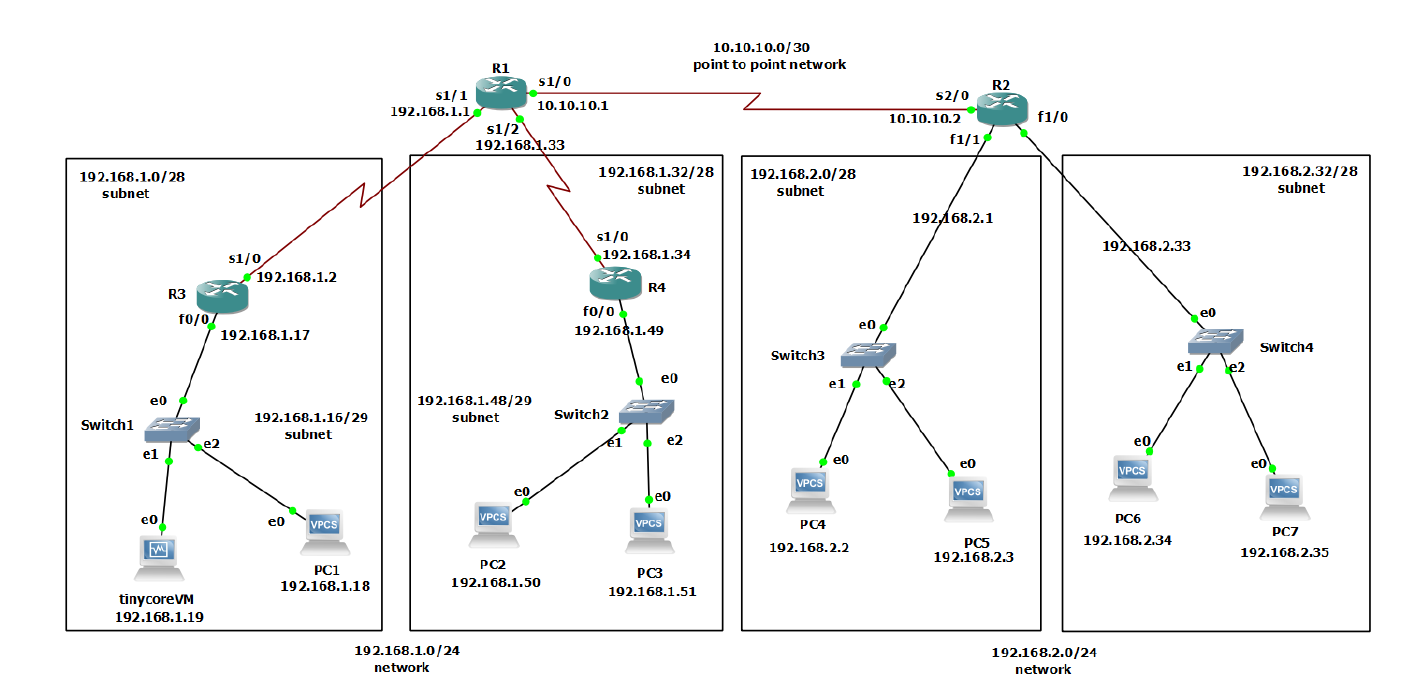 10.10.10.0/30
point to point network
R1
s1/0
s1/1
192.168.1.1
10.10.10.1
s1/2
192.168.1.33
R2
s2/0
10.10.10.2
f1/0
f1/1
192.168.1.0/28
subnet
s1/0
192.168.1.2
R3
f0/0
192.168.1.17
e0
Switch1
e1
e2
192.168.1.16/29
subnet
e0
e0
VPCS
PC1
192.168.1.18
tinycoreVM
192.168.1.19
192.168.1.32/28
subnet
s1/0
192.168.1.34
R4
f0/0
192.168.1.49
e0
192.168.1.48/29
subnet
Switch2
e1
e2
e0
e0
VPCS
VPCS
PC2
192.168.1.50
PC3
192.168.1.51
192.168.1.0/24
network
192.168.2.0/28
subnet
192.168.2.1
e0
Switch3
e1
e2
e0
e0
VPCS
VPCS
PC4
192.168.2.2
PC5
192.168.2.3
192.168.2.32/28
subnet
192.168.2.33
e0
Switch4
e1
e2
e0
e0
VPCS
VPCS
PC6
192.168.2.34
PC7
192.168.2.35
192.168.2.0/24
network